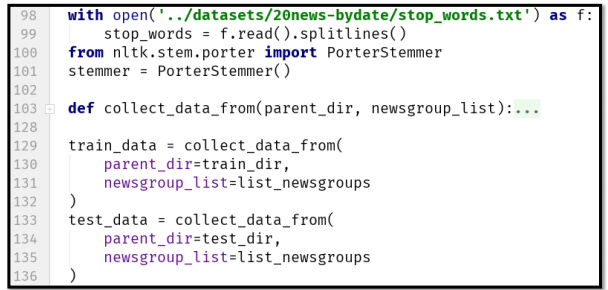 98 with open('../datasets/20news-bydate/stop_words.txt') as f:
99     stop_words = f.read().splitlines()
100 from nltk.stem.porter import PorterStemmer
101 stemmer = PorterStemmer()
102
103 def collect_data_from(parent_dir, newsgroup_list):...
128
129 train_data = collect_data_from(
130     parent_dir=train_dir,
131     newsgroup_list=list_newsgroups
132 )
133 test_data = collect_data_from(
134     parent_dir=test_dir,
135     newsgroup_list=list_newsgroups
136 )